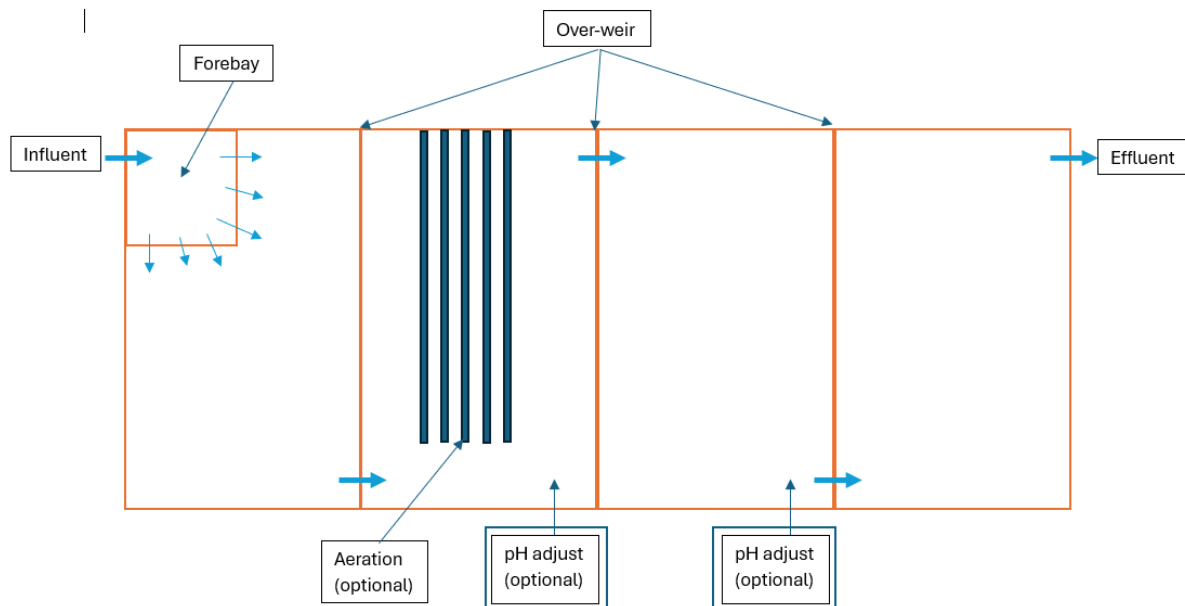 Over-weir
Forebay
Influent
Effluent
Aeration
(optional)
pH adjust
(optional)
pH adjust
(optional)